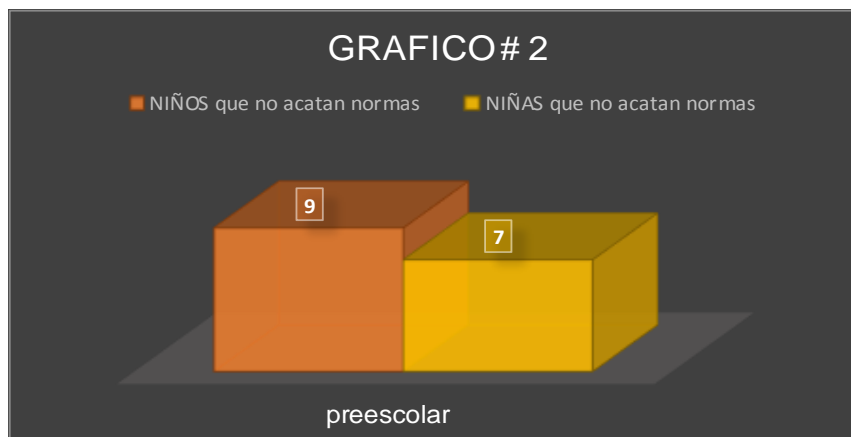 GRAFICO # 2
NIÑOS que no acatan normas NIÑAS que no acatan normas
9
7
preescolar